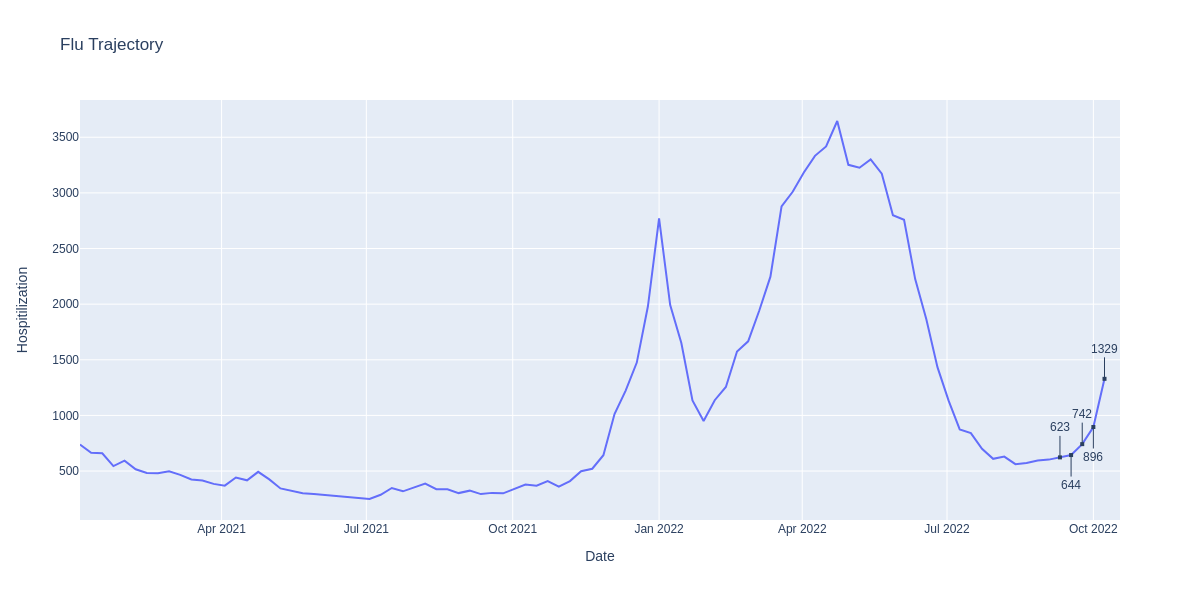 Flu Trajectory
3500
3000
2500
2000
1500
1000
500
Hospitilization
1329
742
623
896
644
Apr 2021
Jul 2021
Oct 2021
Jan 2022
Apr 2022
Jul 2022
Oct 2022
Date